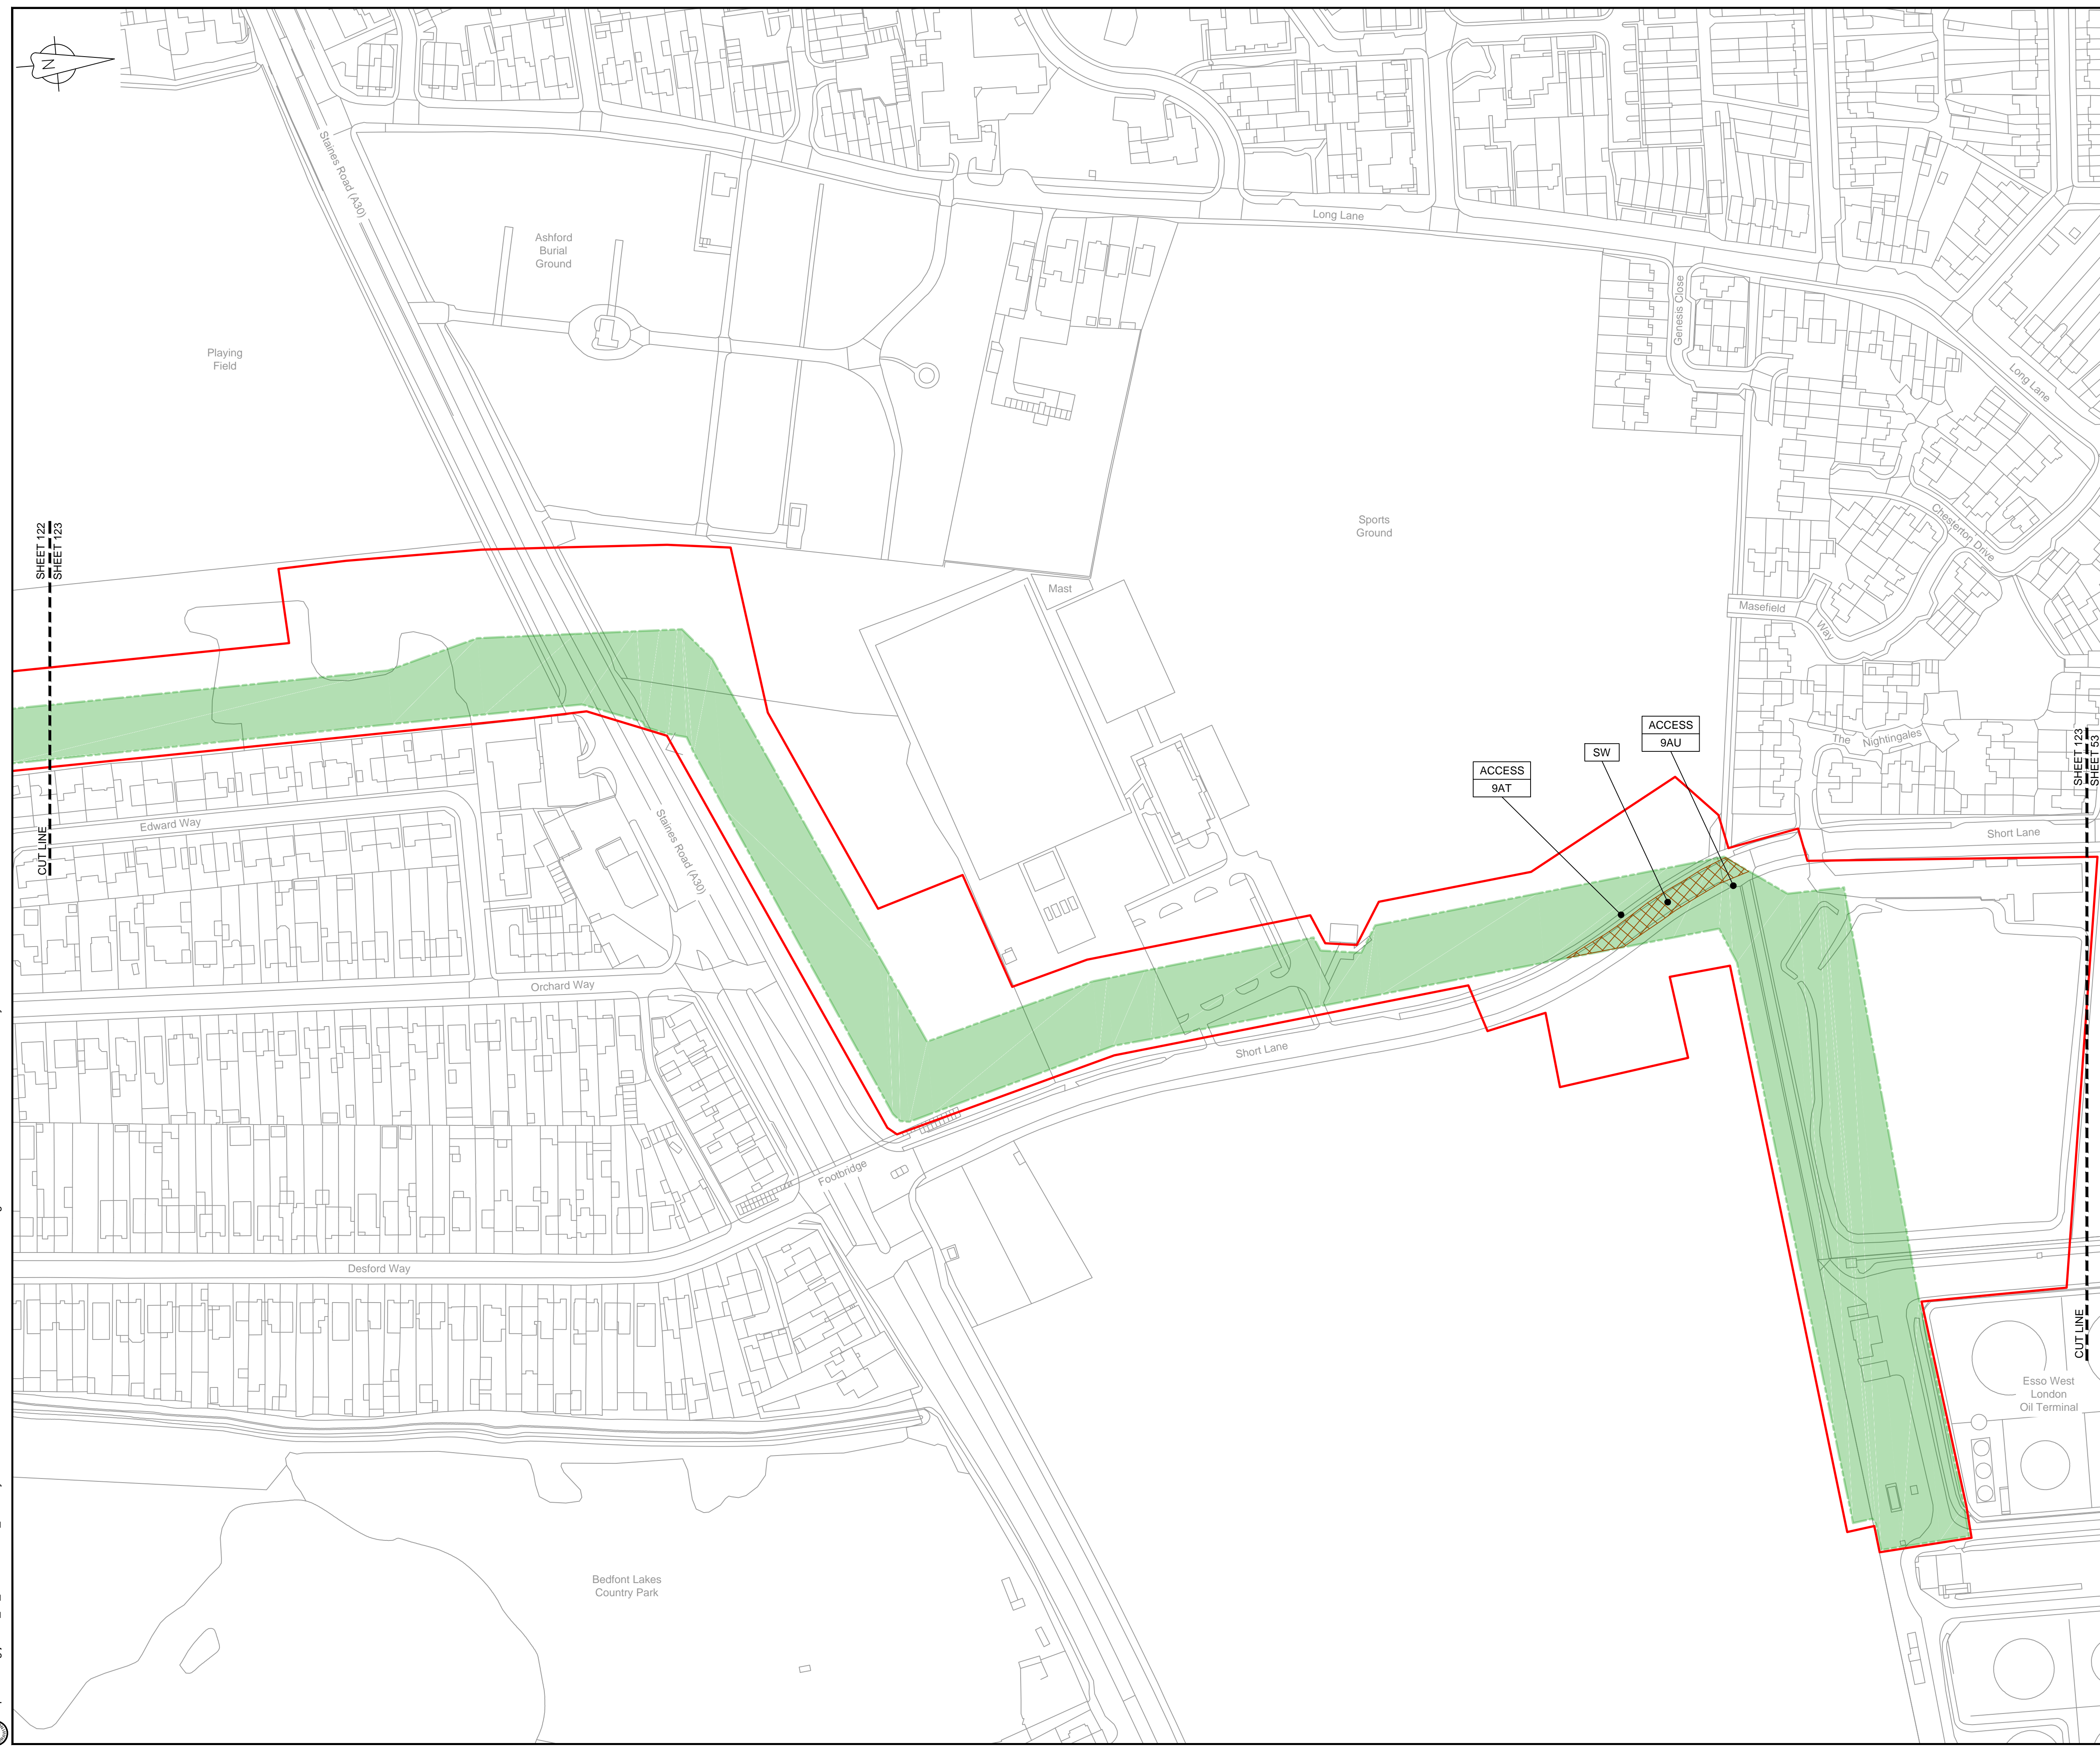 N
Staines Road (A30)
Ashford
Burial
Ground
Long Lane
Genesis Close
Playing
Field
Long Lane
Sports
Ground
Chesterton Drive
SHEET 122
SHEET 123
CUT LINE
Mast
Masefield
Way
The Nightingales
ACCESS
9AU
SW
ACCESS
9AT
SHEET 123
SHEET 53
CUT LINE
Edward Way
Staines Road (A30)
Short Lane
Orchard Way
Short Lane
Footbridge
Desford Way
Esso West
London
Oil Terminal
Bedfont Lakes
Country Park